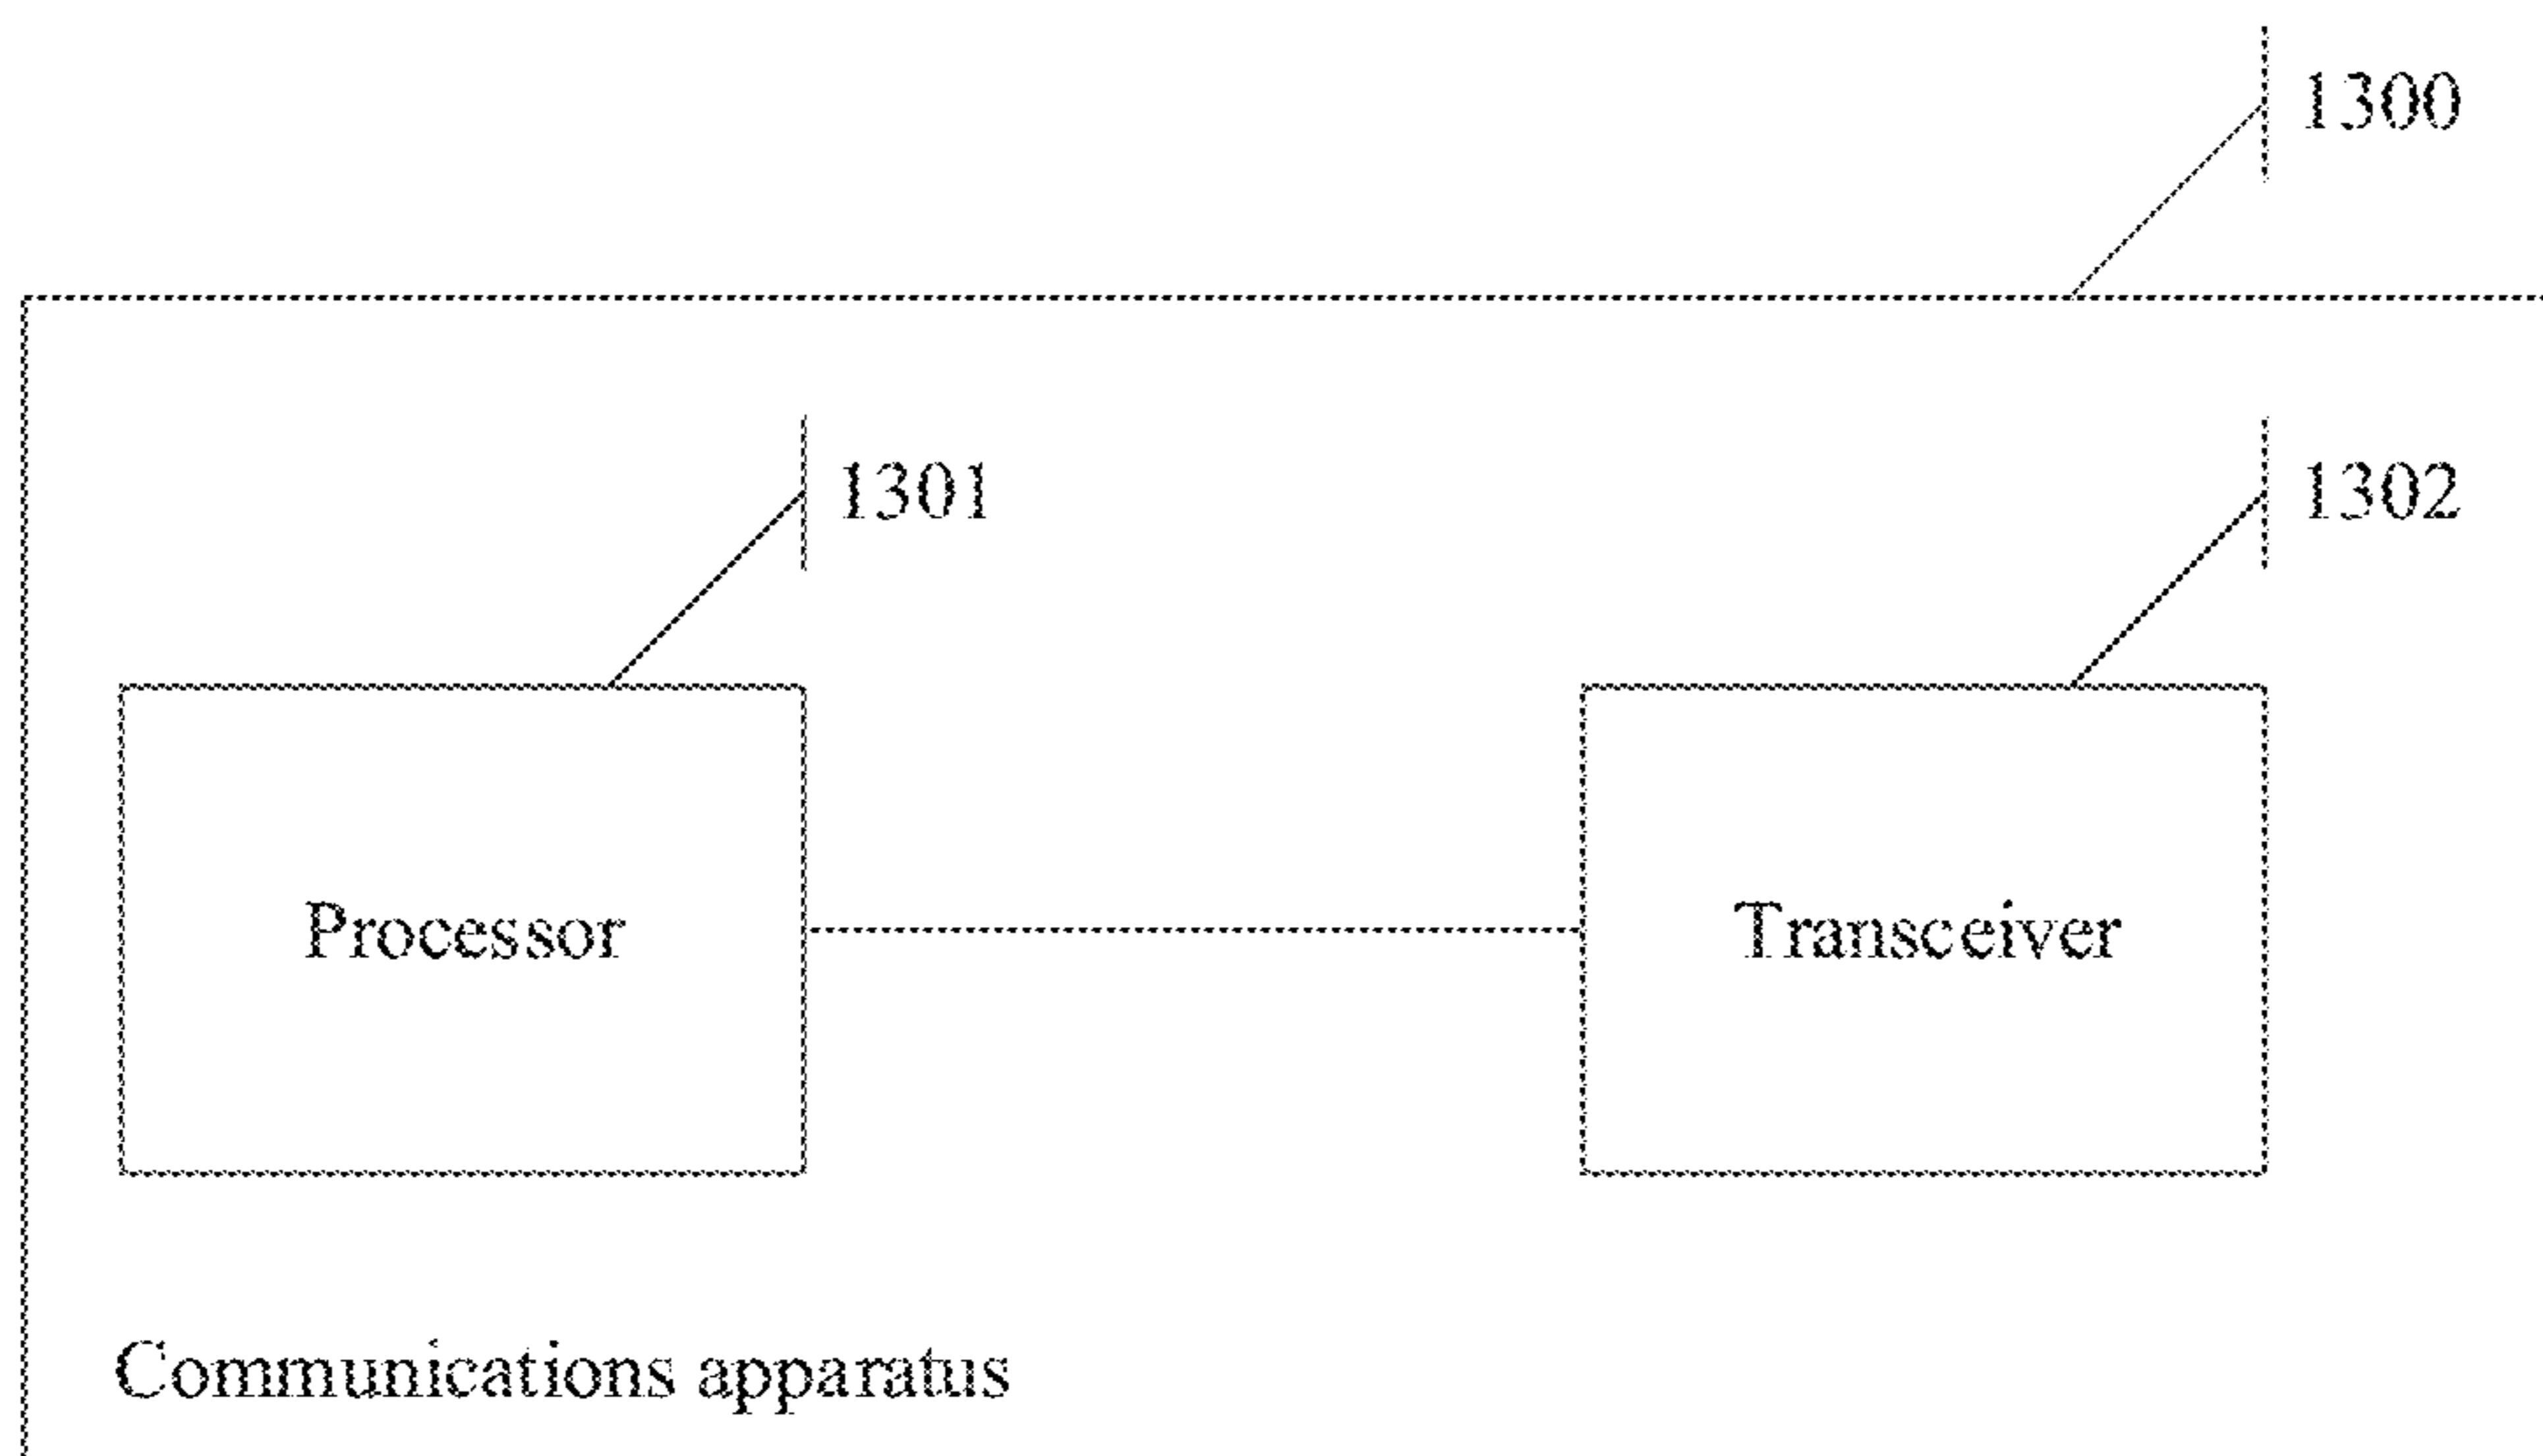 1300
1301
1302
Processor
Transceiver
Communications apparatus